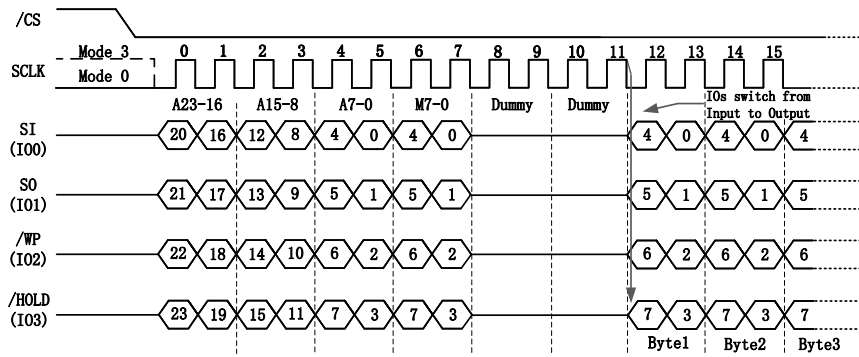 /CS
Mode 3 0 1 2 3 4 5 6 7 8 9 10 11 12 13 14 15
SCLK
Mode 0
A23-16 A15-8 A7-0 M7-0 Dummy Dummy IOs switch from
Input to Output
SI
(IO0) 20 16 12 8 4 0 4 0 4 0 4 0 4
SO
(IO1) 21 17 13 9 5 1 5 1 5 1 5 1 5
/WP
(IO2) 22 18 14 10 6 2 6 2 6 2 6 2 6
/HOLD
(IO3) 23 19 15 11 7 3 7 3 7 3 7 3 7
Byte1 Byte2 Byte3